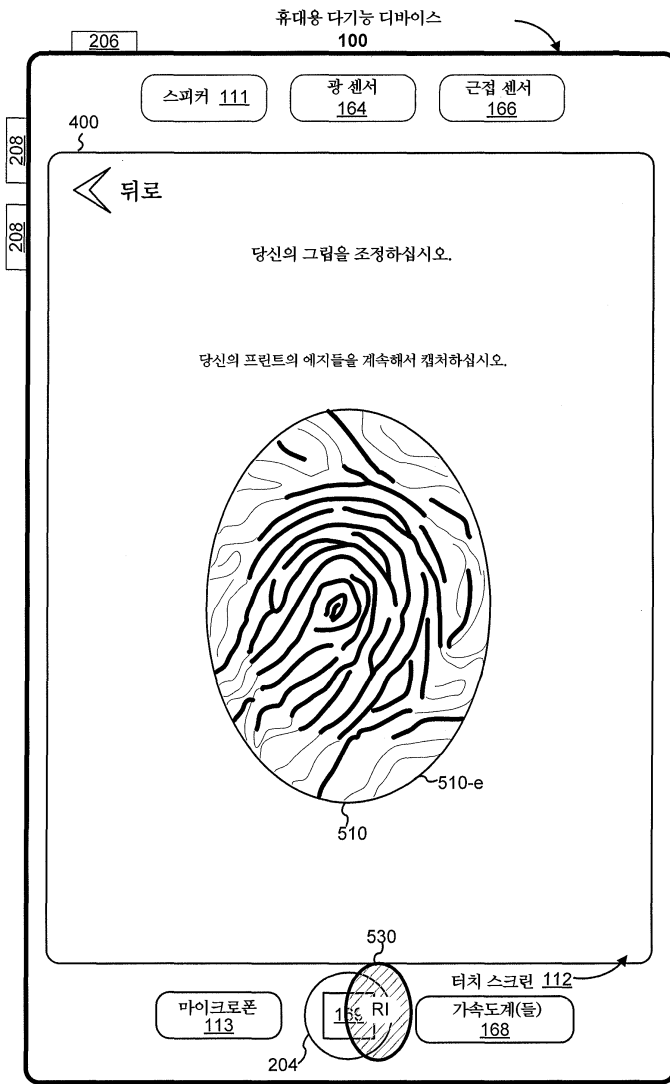 휴대용 다기능 디바이스
100
206
스피커 111
광 센서
164
근접 센서
166
208
208
400
뒤로
당신의 그립을 조정하십시오.
당신의 프린트의 에지들을 계속해서 캡처하십시오.
510-e
510
530
터치 스크린 112
마이크로폰
113
169
RI
가속도계(들)
168
204